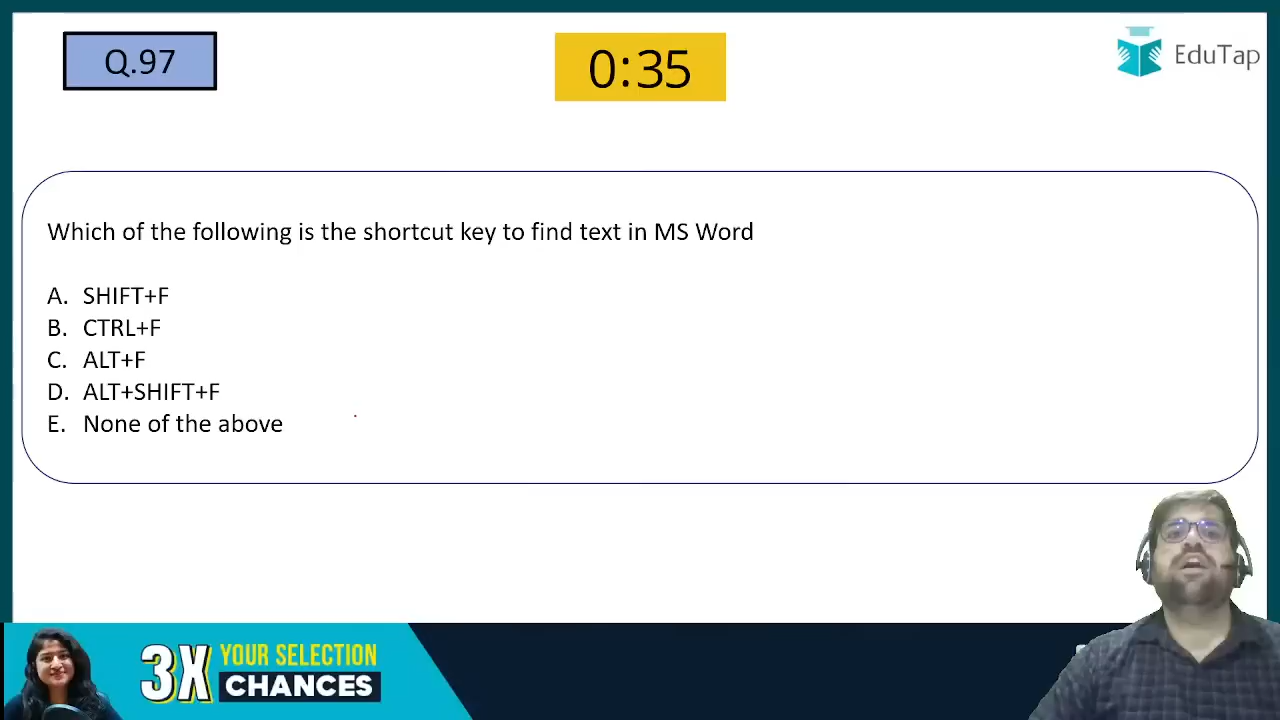 Q.97
0:35
EduTap
Which of the following is the shortcut key to find text in MS Word
A. SHIFT+F
B. CTRL+F
C. ALT+F
D. ALT+SHIFT+F
E. None of the above
3X YOUR SELECTION
CHANCES